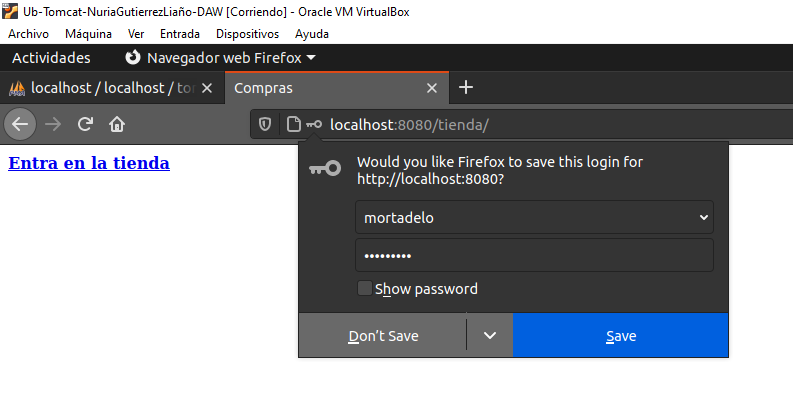 Ub-Tomcat-NuriaGutierrezLiaño-DAW [Corriendo] - Oracle VM VirtualBox
Archivo Máquina Ver Entrada Dispositivos Ayuda
Actividades Navegador web Firefox
localhost / localhost / to
Compras
localhost:8080/tienda/
Entra en la tienda
Would you like Firefox to save this login for
http://localhost:8080?
mortadelo
•••••••••
Show password
Don't Save
Save